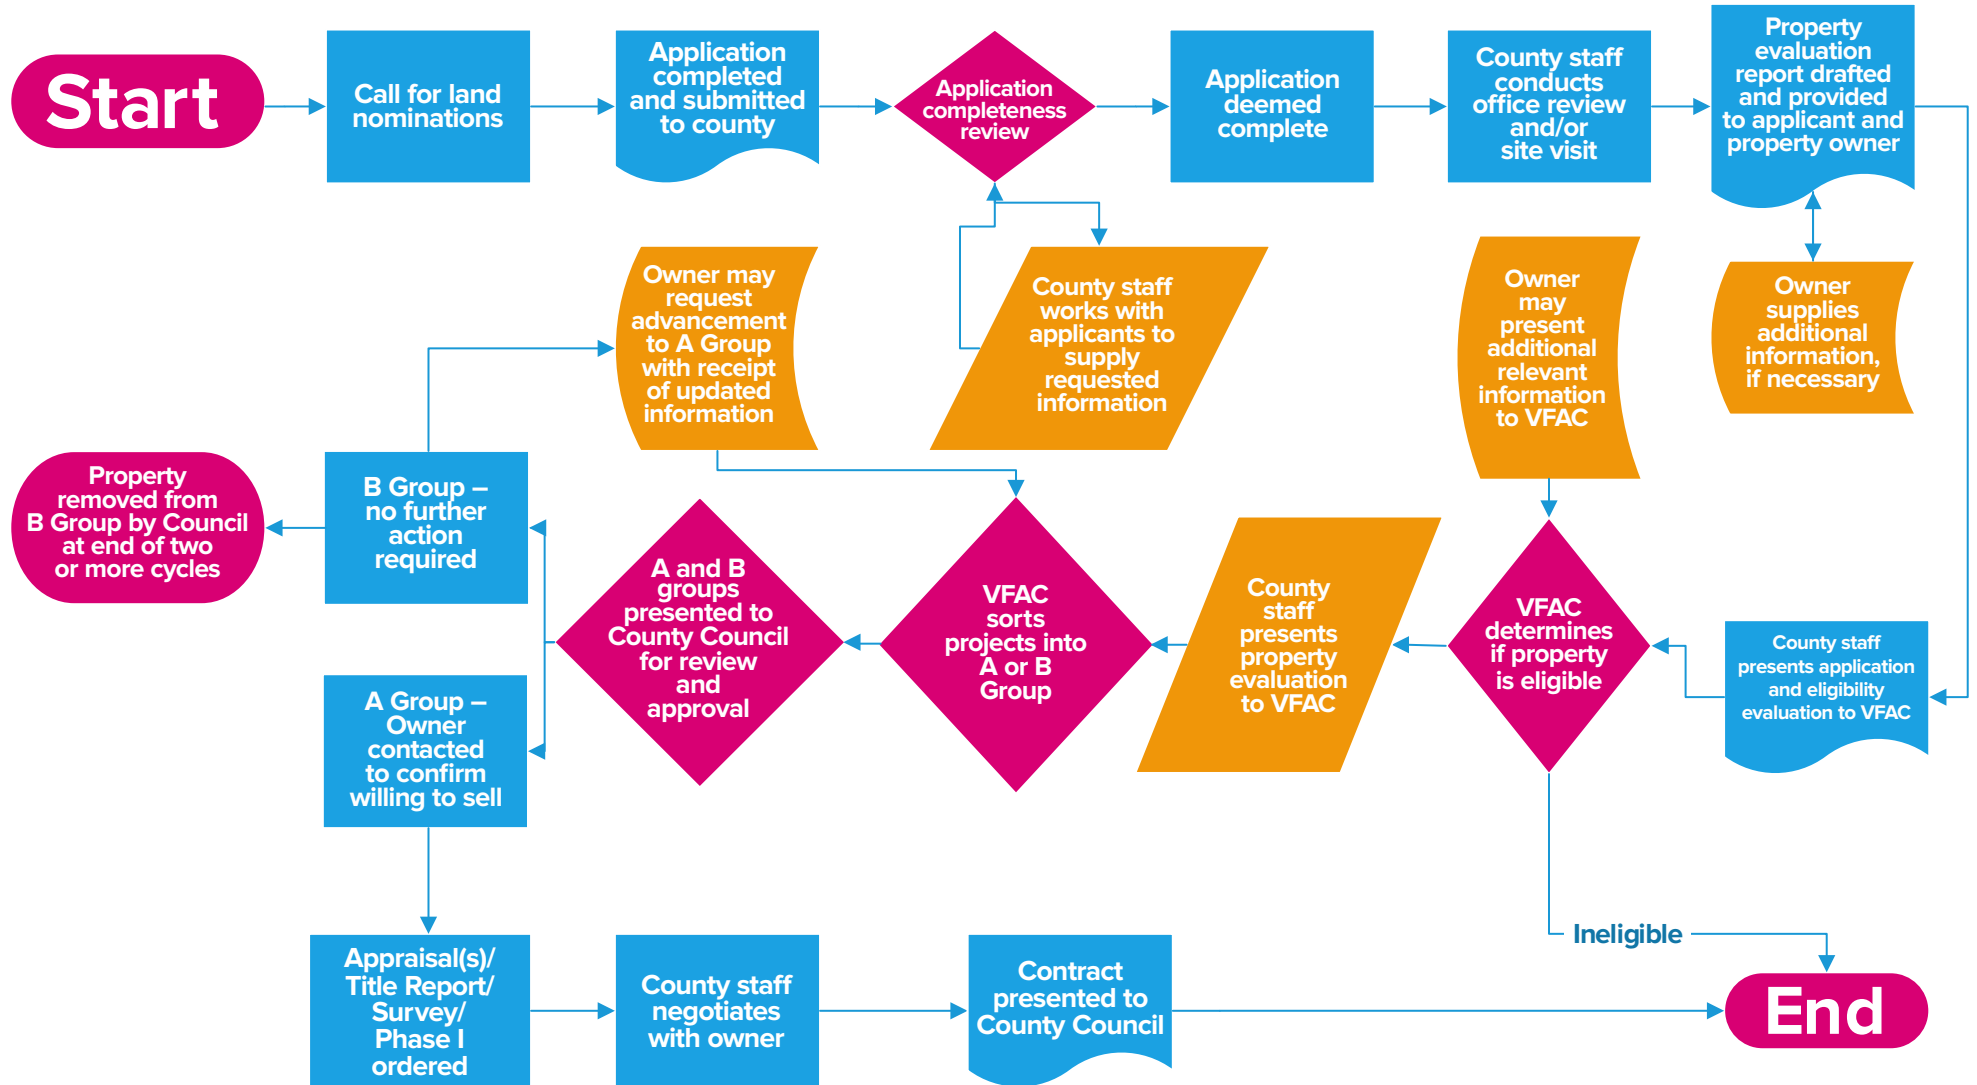 Start
Call for land
nominations
Application
completed
and submitted
to county
Application
completeness
review
Application
deemed
complete
County staff
conducts
office review
and/or
site visit
Property
evaluation
report drafted
and provided
to applicant and
property owner
Owner may
request
advancement
to A Group
with receipt
of updated
information
County staff
works with
applicants to
supply
requested
information
Owner
may
present
additional
relevant
information
to VFAC
Owner
supplies
additional
information,
if necessary
Property
removed from
B Group by Council
at end of two
or more cycles
B Group –
no further
action
required
A and B
groups
presented to
County Council
for review
and
approval
VFAC
sorts
projects into
A or B
Group
County
staff
presents
property
evaluation
to VFAC
VFAC
determines
if property
is eligible
County staff
presents application
and eligibility
evaluation to VFAC
A Group –
Owner
contacted
to confirm
willing to sell
Ineligible
Appraisal(s)/
Title Report/
Survey/
Phase I
ordered
County staff
negotiates
with owner
Contract
presented to
County Council
End